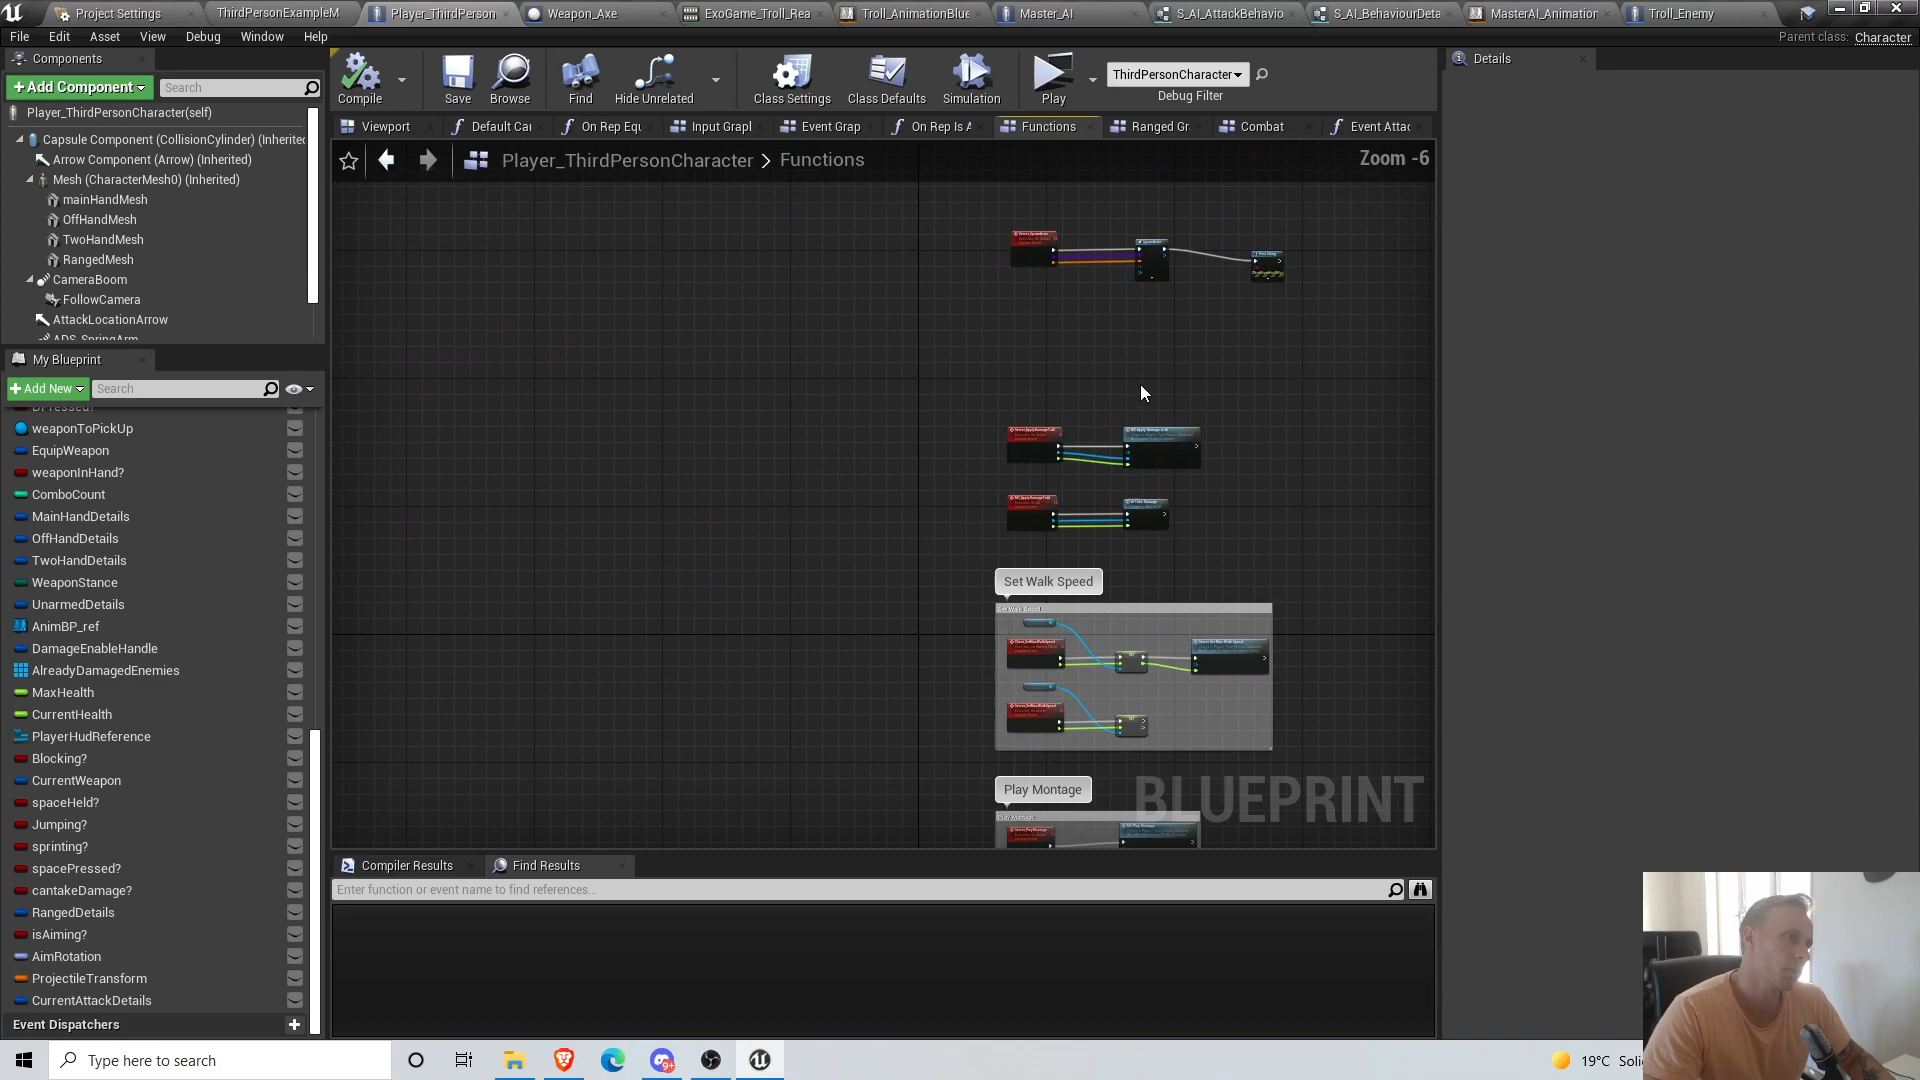 Project Settings
ThirdPersonExampleM
Player_ThirdPerson
Weapon_Axe
ExoGame_Troll_Rea
Troll_AnimationBlue
Master_AI
S_AI_AttackBehavio
S_AI_BehaviourDeta
MasterAI_Animation
Troll_Enemy
File Edit Asset View Debug Window Help
Parent class: Character
Components
+Add Component
Search
Compile
Save
Browse
Find
Hide Unrelated
Class Settings
Class Defaults
Simulation
Play
ThirdPersonCharacter
Debug Filter
Details
Player_ThirdPersonCharacter(self)
Capsule Component (CollisionCylinder) (Inherited
Arrow Component (Arrow) (Inherited)
Mesh (CharacterMesh0) (Inherited)
mainHandMesh
OffHandMesh
TwoHandMesh
RangedMesh
CameraBoom
FollowCamera
AttackLocationArrow
Viewport
Default Car
On Rep Equ
Input Grapl
Event Grap
On Rep Is A
Functions
Ranged Gr
Combat
Event Attac
Player_ThirdPersonCharacter > Functions
Zoom -6
My Blueprint
+Add New
Search
weaponToPickUp
EquipWeapon
weaponInHand?
ComboCount
MainHandDetails
OffHandDetails
TwoHandDetails
WeaponStance
UnarmedDetails
AnimBP_ref
DamageEnableHandle
AlreadyDamagedEnemies
MaxHealth
CurrentHealth
PlayerHudReference
Blocking?
CurrentWeapon
spaceHeld?
Jumping?
sprinting?
spacePressed?
cantakeDamage?
RangedDetails
isAiming?
AimRotation
ProjectileTransform
CurrentAttackDetails
Event Dispatchers
Set Walk Speed
Set Walk Speed
Play Montage
Play Montage
BLUEPRINT
Compiler Results
Find Results
Enter function or event name to find references...
Type here to search
9+
19°C